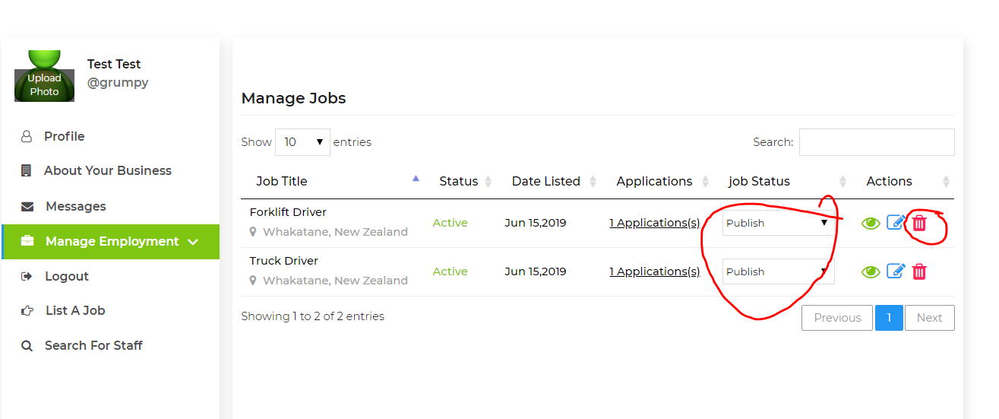 Test Test
@grumpy
Upload
Photo
Profile
About Your Business
Messages
Manage Employment
Logout
List A Job
Search For Staff
Manage Jobs
Show 10 entries
Search:
Job Title Status Date Listed Applications job Status Actions
Forklift Driver
Whakatane, New Zealand
Active Jun 15,2019 1 Applications(s) Publish
Truck Driver
Whakatane, New Zealand
Active Jun 15,2019 1 Applications(s) Publish
Showing 1 to 2 of 2 entries
Previous 1 Next